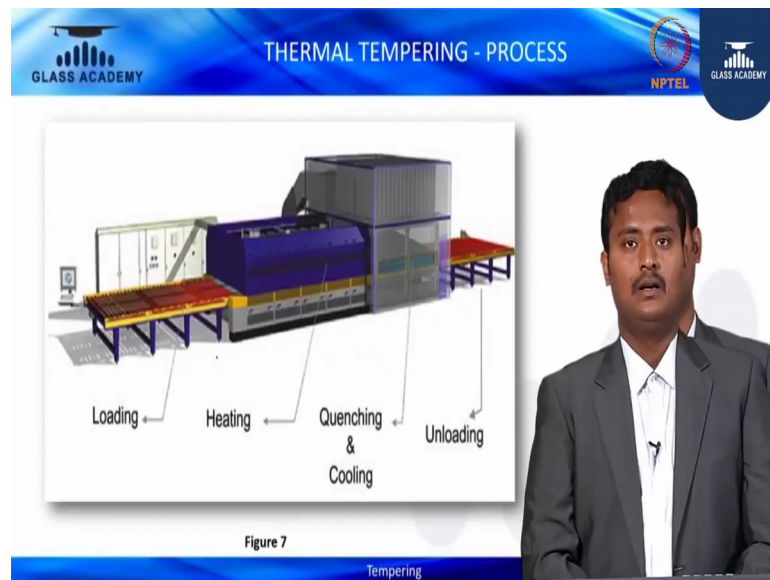 GLASS ACADEMY
THERMAL TEMPERING - PROCESS
NPTEL
GLASS ACADEMY
Loading
Heating
Quenching
&
Cooling
Unloading
Figure 7
Tempering